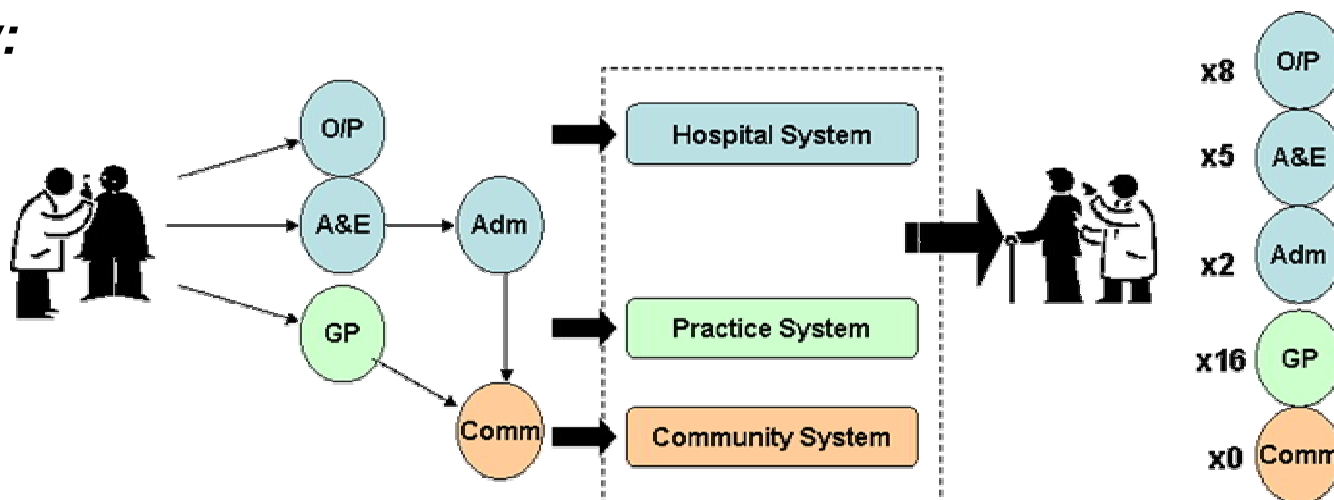 y:
O/P
A&E
Adm
GP
Comm
Hospital System
Practice System
Community System
x8 O/P
x5 A&E
x2 Adm
x16 GP
x0 Comm